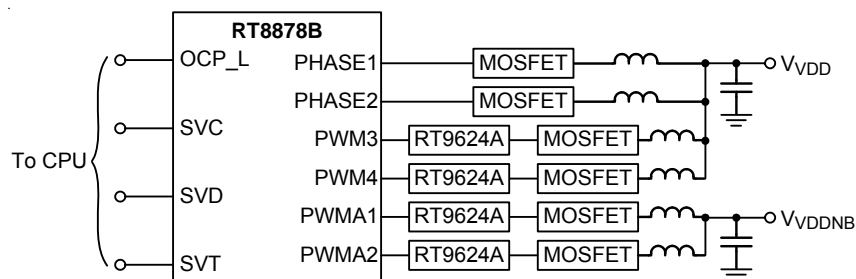 RT8878B
OCP_L
PHASE1
MOSFET
VVDD
PHASE2
MOSFET
SVC
PWM3
RT9624A
MOSFET
To CPU
PWM4
RT9624A
MOSFET
SVD
PWMA1
RT9624A
MOSFET
VVDDNB
SVT
PWMA2
RT9624A
MOSFET